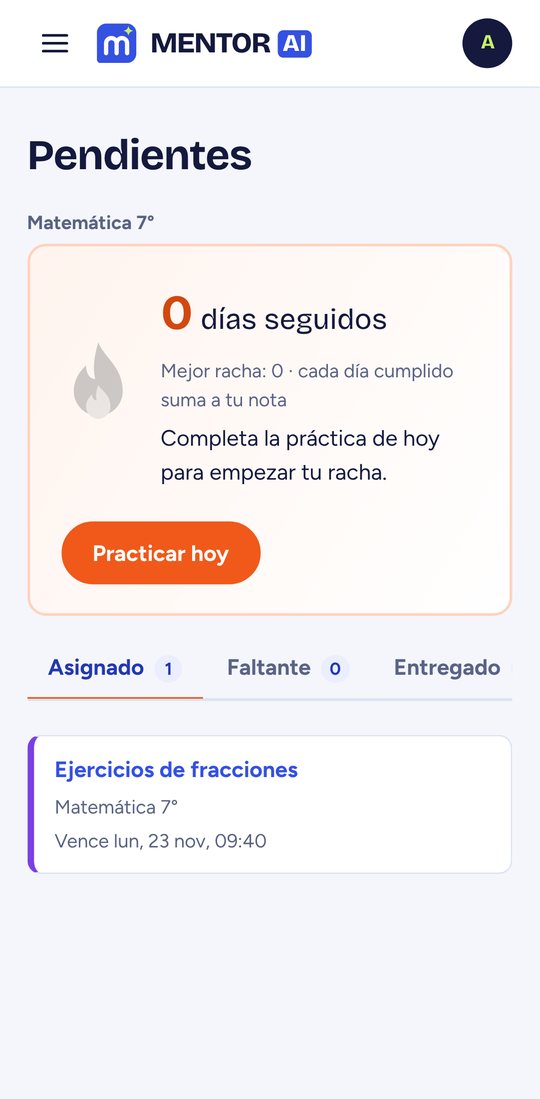 m MENTOR AI A
Pendientes
Matemática 7°
0 días seguidos
Mejor racha: 0 · cada día cumplido
suma a tu nota
Completa la práctica de hoy
para empezar tu racha.
Practicar hoy
Asignado 1 Faltante 0 Entregado
Ejercicios de fracciones
Matemática 7°
Vence lun, 23 nov, 09:40